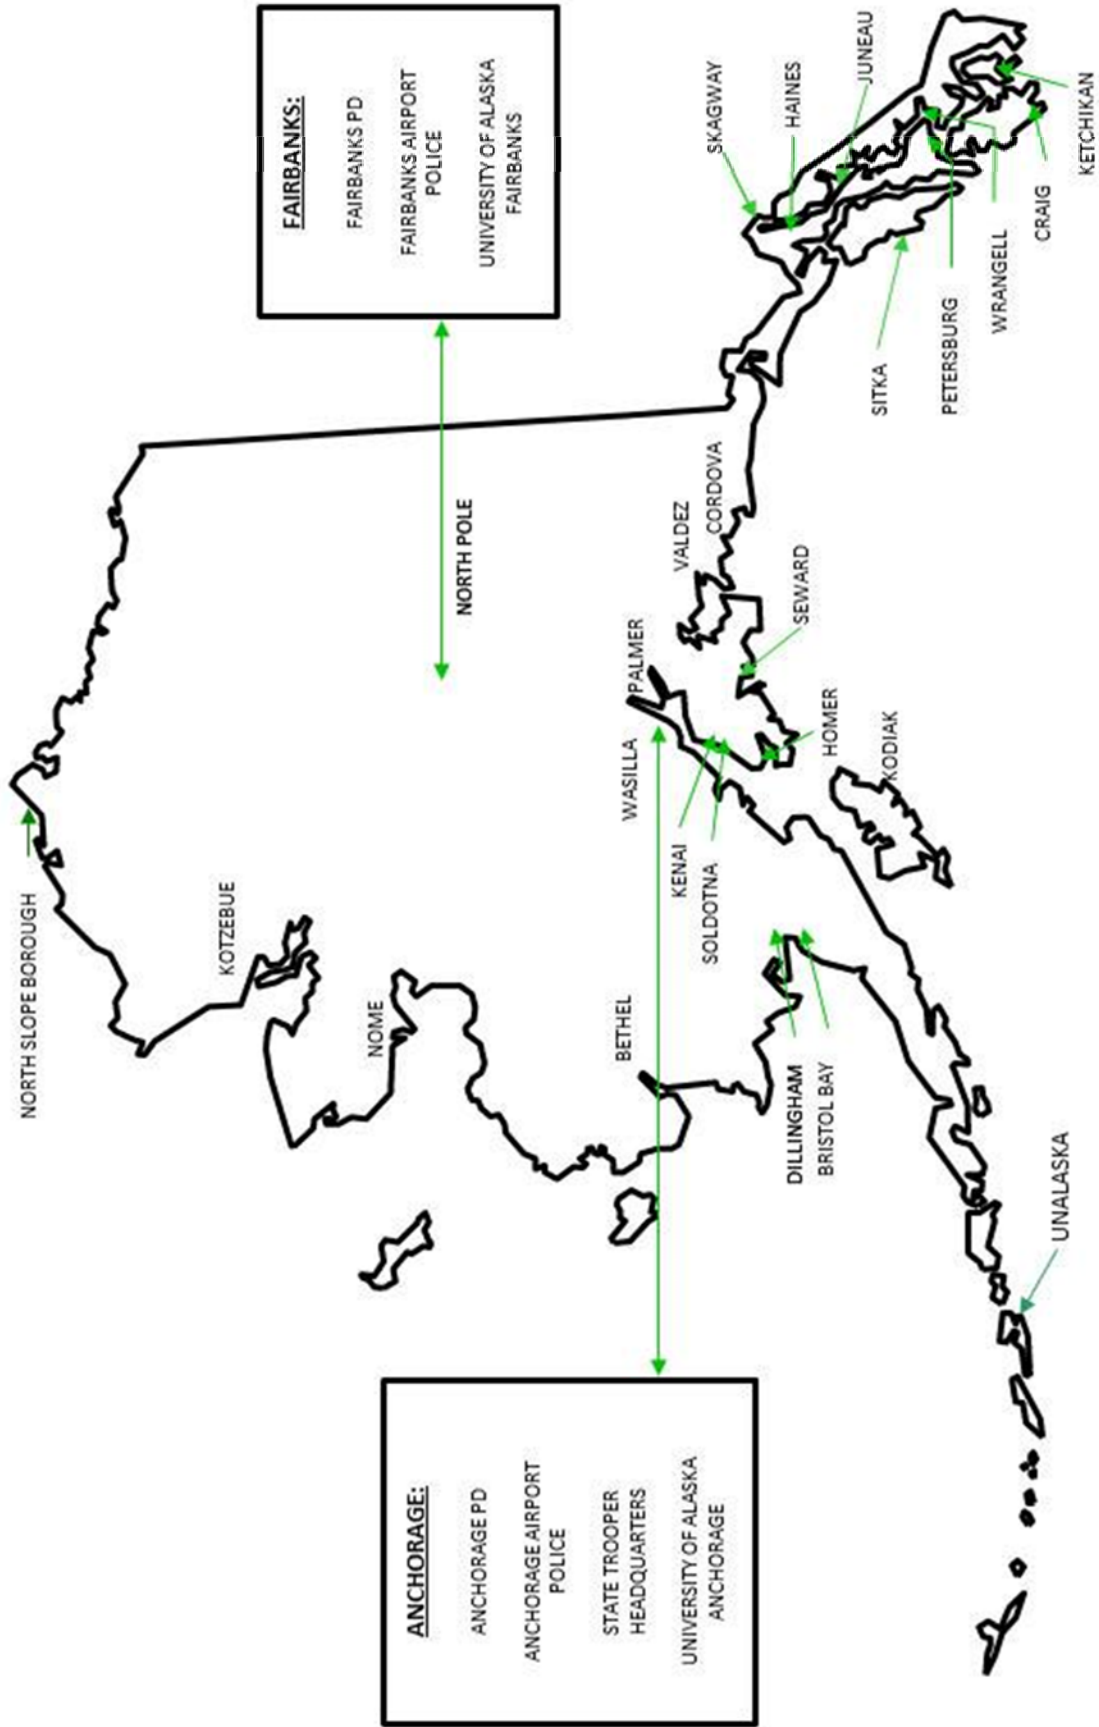 NORTH SLOPE BOROUGH
KOTZEBUE
NOME
BETHEL
NORTH POLE
FAIRBANKS:
FAIRBANKS PD
FAIRBANKS AIRPORT
POLICE
UNIVERSITY OF ALASKA
FAIRBANKS
ANCHORAGE:
ANCHORAGE PD
ANCHORAGE AIRPORT
POLICE
STATE TROOPER
HEADQUARTERS
UNIVERSITY OF ALASKA
ANCHORAGE
WASILLA
PALMER
VALDEZ
CORDOVA
KENAI
SOLDOTNA
SEWARD
HOMER
KODIAK
DILLINGHAM
BRISTOL BAY
UNALASKA
SKAGWAY
HAINES
JUNEAU
SITKA
PETERSBURG
WRANGELL
CRAIG
KETCHIKAN